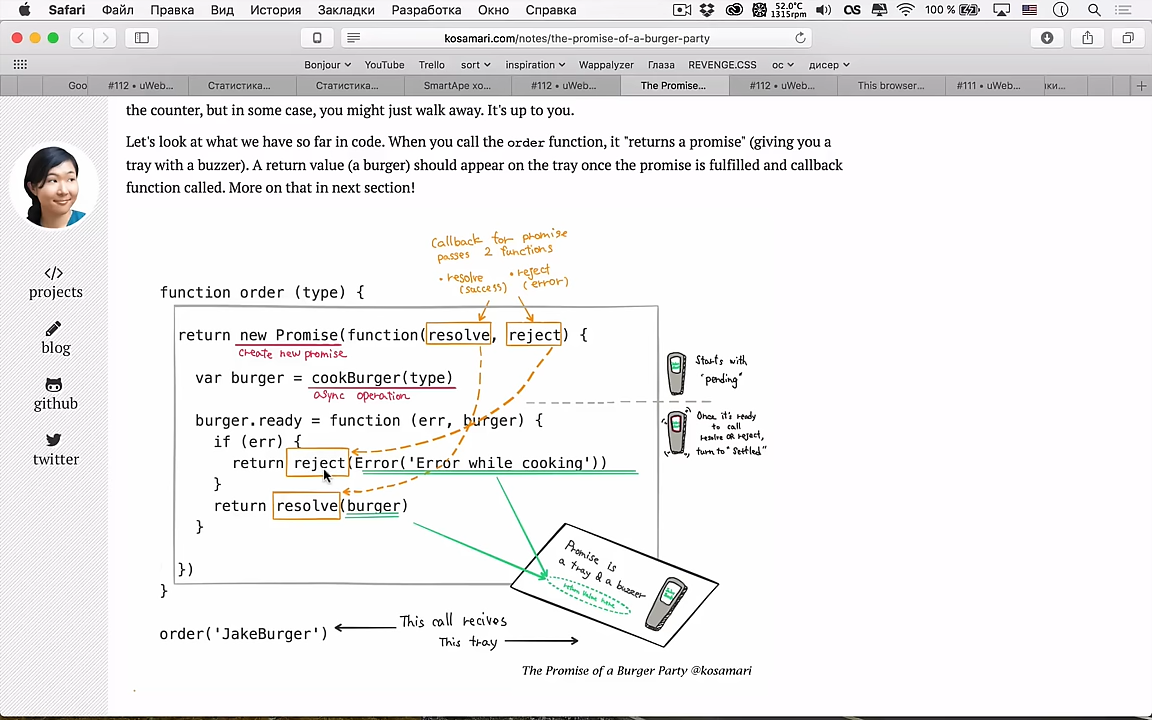 Safari Файл Правка Вид История Закладки Разработка Окно Справка 52.0°C 1315rpm 100 %
kosamari.com/notes/the-promise-of-a-burger-party
Bonjour YouTube Trello sort inspiration Wappalyzer Глаза REVENGE.CSS ос дисер
Goo #112 • uWeb... Статистика... Статистика... SmartApe хо... #112 • uWeb... The Promise... #112 • uWeb... This browser... #111 • uWeb... ки...
the counter, but in some case, you might just walk away. It's up to you.
Let's look at what we have so far in code. When you call the order function, it "returns a promise" (giving you a
tray with a buzzer). A return value (a burger) should appear on the tray once the promise is fulfilled and callback
function called. More on that in next section!
projects
blog
github
twitter
Callback for promise
passes 2 functions
• resolve (success)
• reject (error)
function order (type) {
return new Promise(function(resolve, reject) {
create new promise
var burger = cookBurger(type)
async operation
burger.ready = function (err, burger) {
if (err) {
return reject(Error('Error while cooking'))
}
return resolve(burger)
}
})
}
Starts with
"pending"
Once it's ready
to call
resolve OR reject,
turn to "settled"
Promise is
a tray & a buzzer
return value here
order('JakeBurger')
This call recives
This tray
The Promise of a Burger Party @kosamari